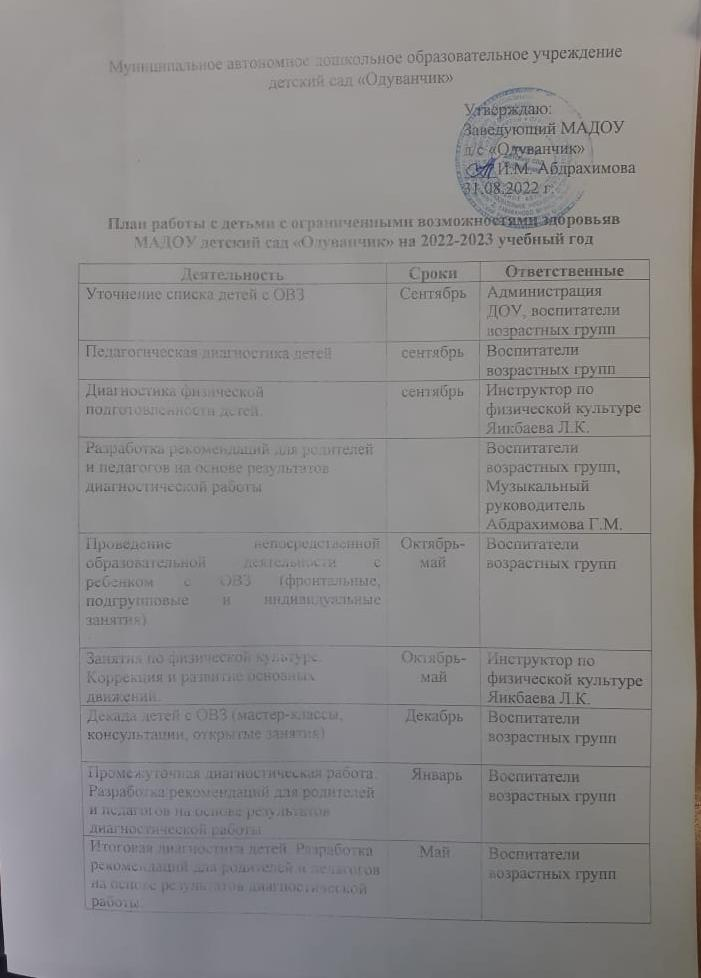 Муниципальное автономное дошкольное образовательное учреждение
детский сад «Одуванчик»
Утверждаю:
Заведующий МАДОУ
д/с «Одуванчик»
И.М. Абдрахимова
31.08.2022 г.
План работы с детьми с ограниченными возможностями здоровьяв
МАДОУ детский сад «Одуванчик» на 2022-2023 учебный год
Деятельность Сроки Ответственные
Уточнение списка детей с ОВЗ Сентябрь Администрация
ДОУ, воспитатели
возрастных групп
Педагогическая диагностика детей сентябрь Воспитатели
возрастных групп
Диагностика физической сентябрь Инструктор по
подготовленности детей. физической культуре
Яикбаева Л.К.
Разработка рекомендаций для родителей Воспитатели
и педагогов на основе результатов возрастных групп,
диагностической работы Музыкальный
руководитель
Абдрахимова Г.М.
Проведение непосредственной Октябрь- Воспитатели
образовательной деятельности с май возрастных групп
ребенком с ОВЗ (фронтальные,
подгрупповые и индивидуальные
занятия)
Занятия по физической культуре. Октябрь- Инструктор по
Коррекция и развитие основных май физической культуре
движений. Яикбаева Л.К.
Декада детей с ОВЗ (мастер-классы, Декабрь Воспитатели
консультации, открытые занятия) возрастных групп
Промежуточная диагностическая работа. Январь Воспитатели
Разработка рекомендаций для родителей возрастных групп
и педагогов на основе результатов
диагностической работы
Итоговая диагностика детей. Разработка Май Воспитатели
рекомендаций для родителей и педагогов возрастных групп
на основе результатов диагностической
работы.